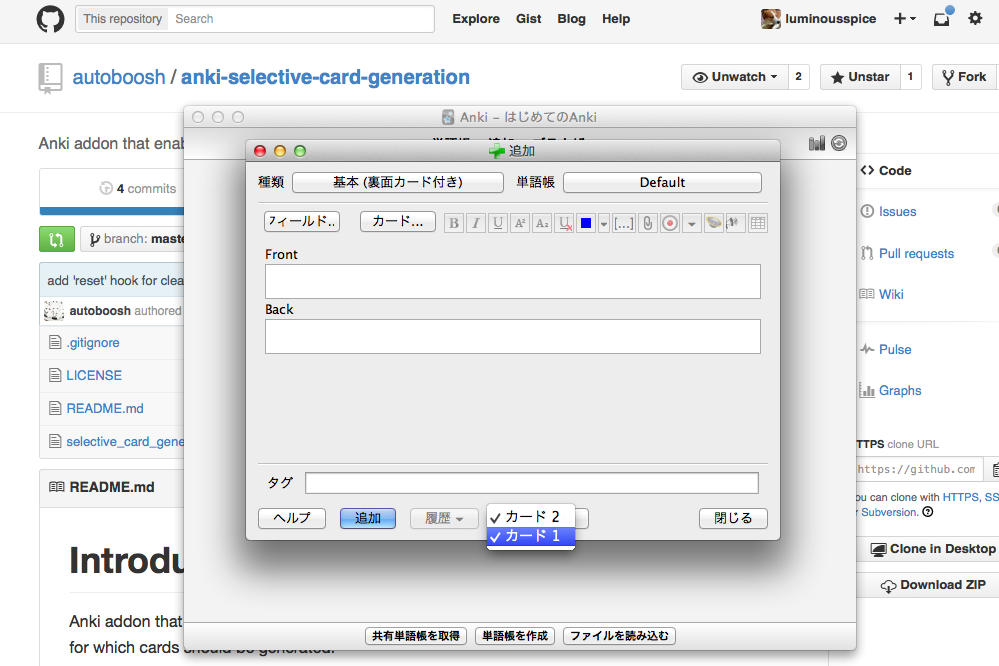 This repository Search Explore Gist Blog Help luminousspice
autoboosh / anki-selective-card-generation Unwatch 2 Unstar 1 Fork
Anki – はじめてのAnki
Anki addon that enab
追加
種類 基本 (裏面カード付き) 単語帳 Default
フィールド.. カード...
Front
Back
タグ
ヘルプ 追加 履歴 カード 2 閉じる
カード 1
共有単語帳を取得 単語帳を作成 ファイルを読み込む
4 commits
branch: maste
add 'reset' hook for clea
autoboosh authored
.gitignore
LICENSE
README.md
selective_card_gene
README.md
Introdu
Anki addon that
for which cards should be generated.
Code
Issues
Pull requests
Wiki
Pulse
Graphs
TTPS clone URL
https://github.com
ou can clone with HTTPS, SS
r Subversion.
Clone in Desktop
Download ZIP